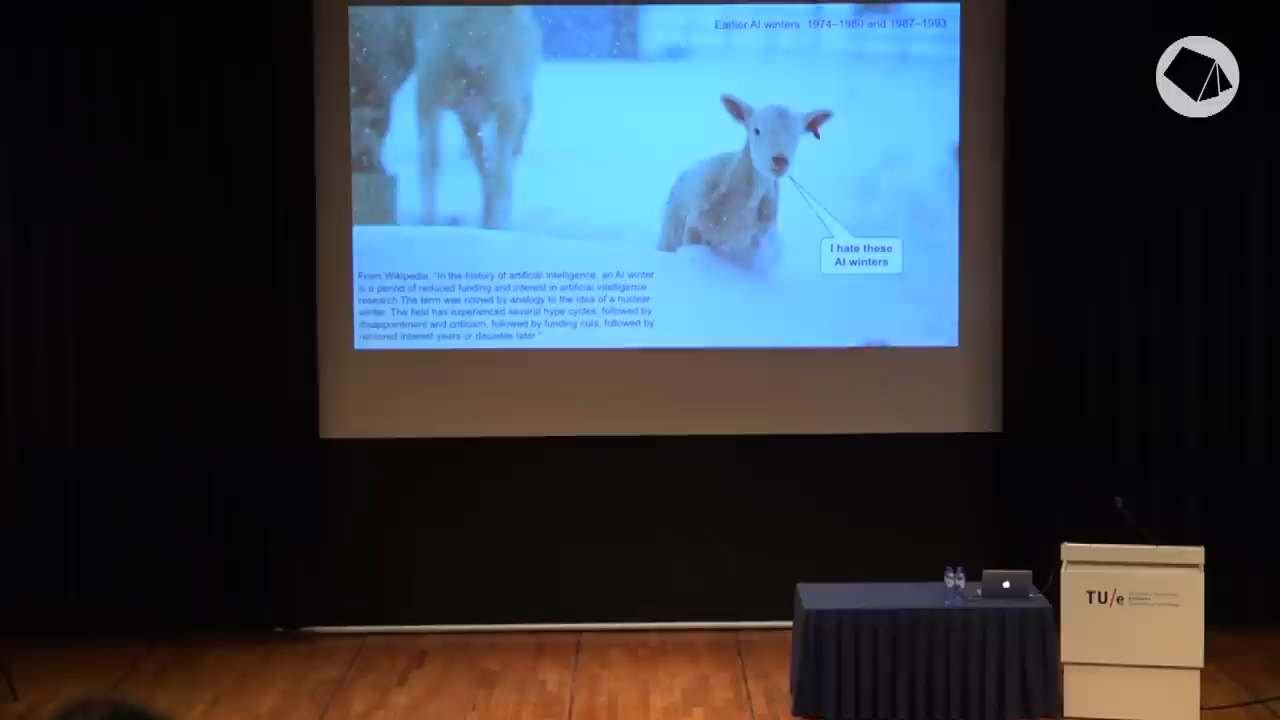 Earlier AI winters: 1974–1980 and 1987–1993
I hate these
AI winters
From Wikipedia: "In the history of artificial intelligence, an AI winter
is a period of reduced funding and interest in artificial intelligence
research. The term was coined by analogy to the idea of a nuclear
winter. The field has experienced several hype cycles, followed by
disappointment and criticism, followed by funding cuts, followed by
renewed interest years or decades later."
TU/e